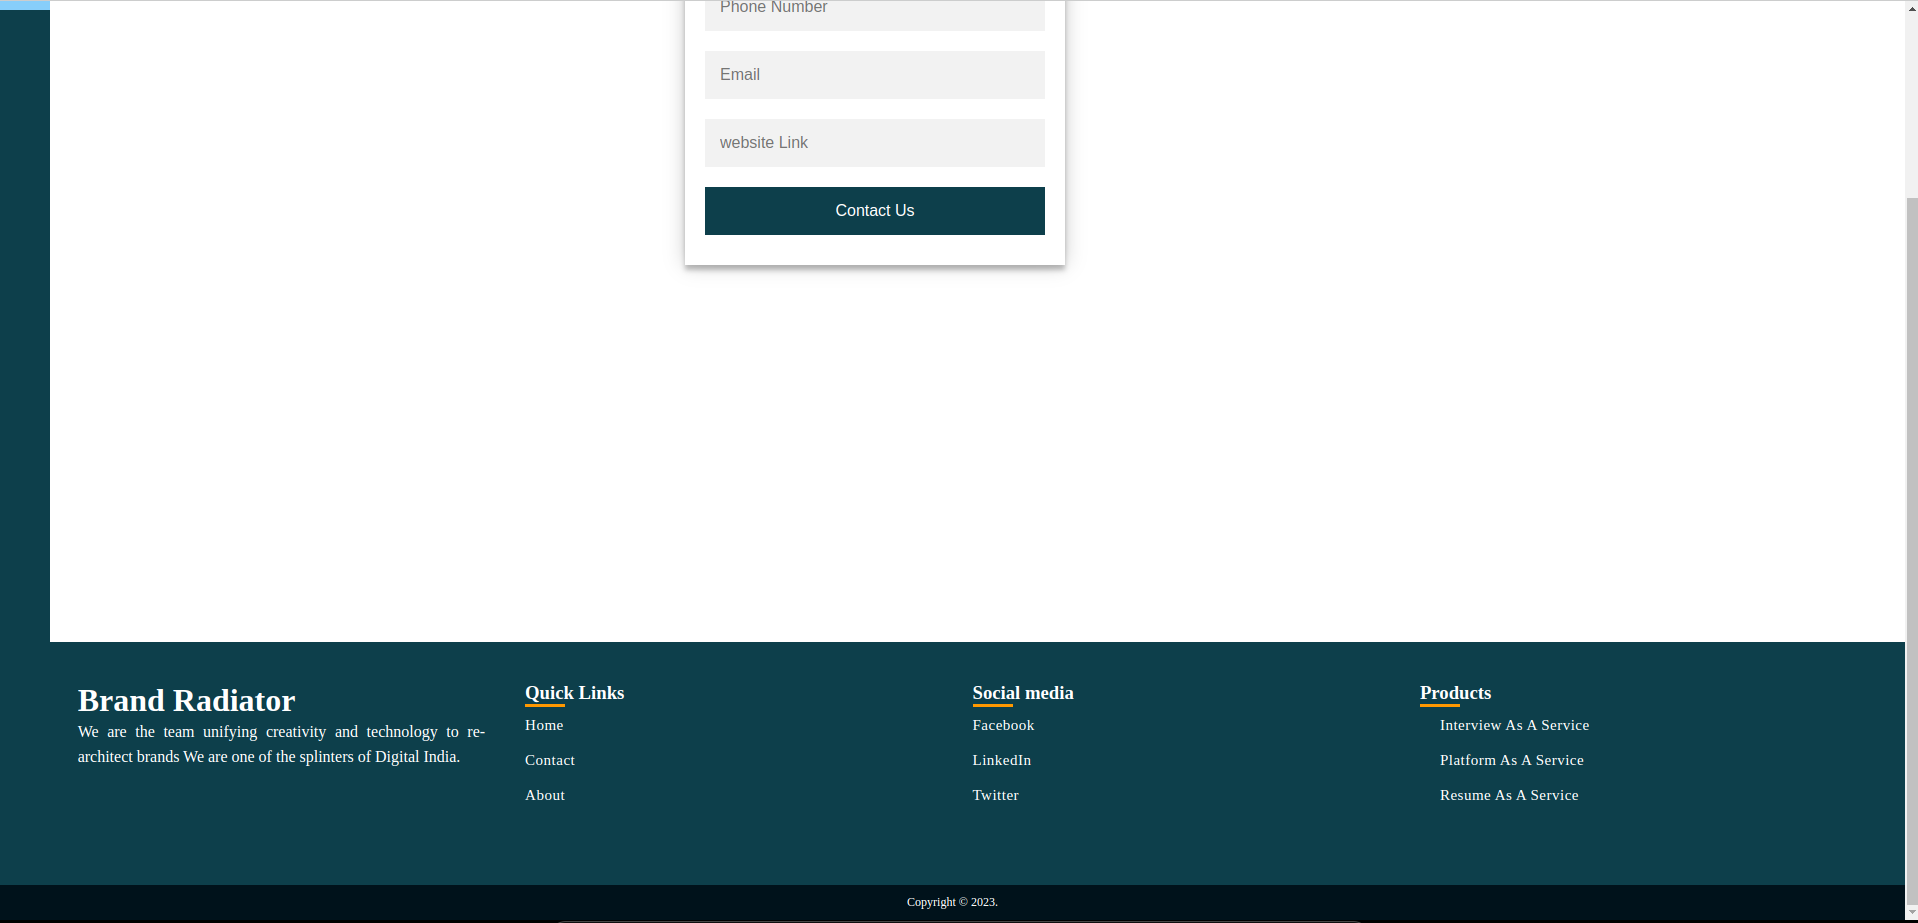 Phone Number
Email
website Link
Contact Us
Brand Radiator
We are the team unifying creativity and technology to re-
architect brands We are one of the splinters of Digital India.
Quick Links
Home
Contact
About
Social media
Facebook
LinkedIn
Twitter
Products
Interview As A Service
Platform As A Service
Resume As A Service
Copyright © 2023.